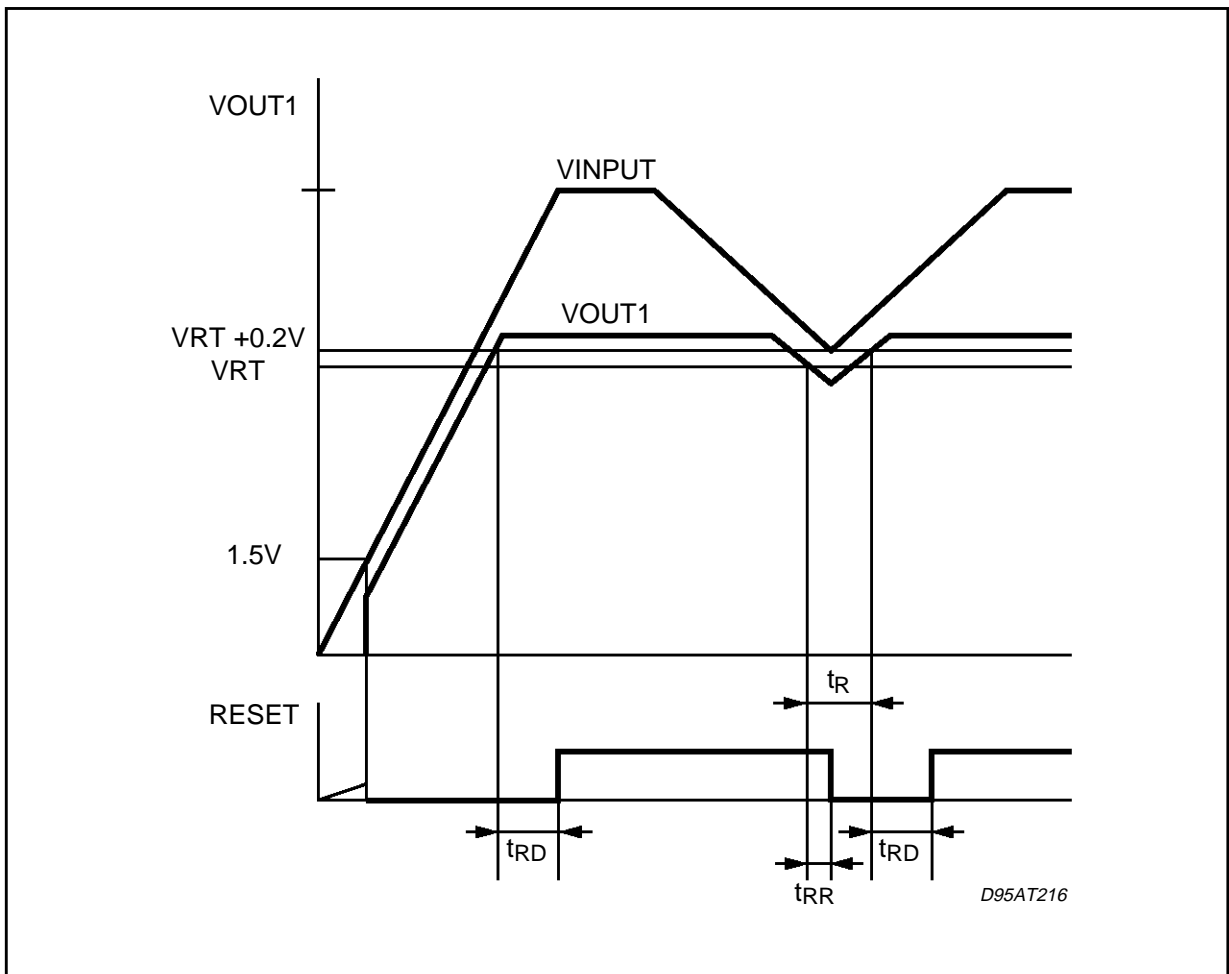 VOUT1
VINPUT
VOUT1
VRT +0.2V
VRT
1.5V
tR
RESET
tRD
tRD
tRR
D95AT216